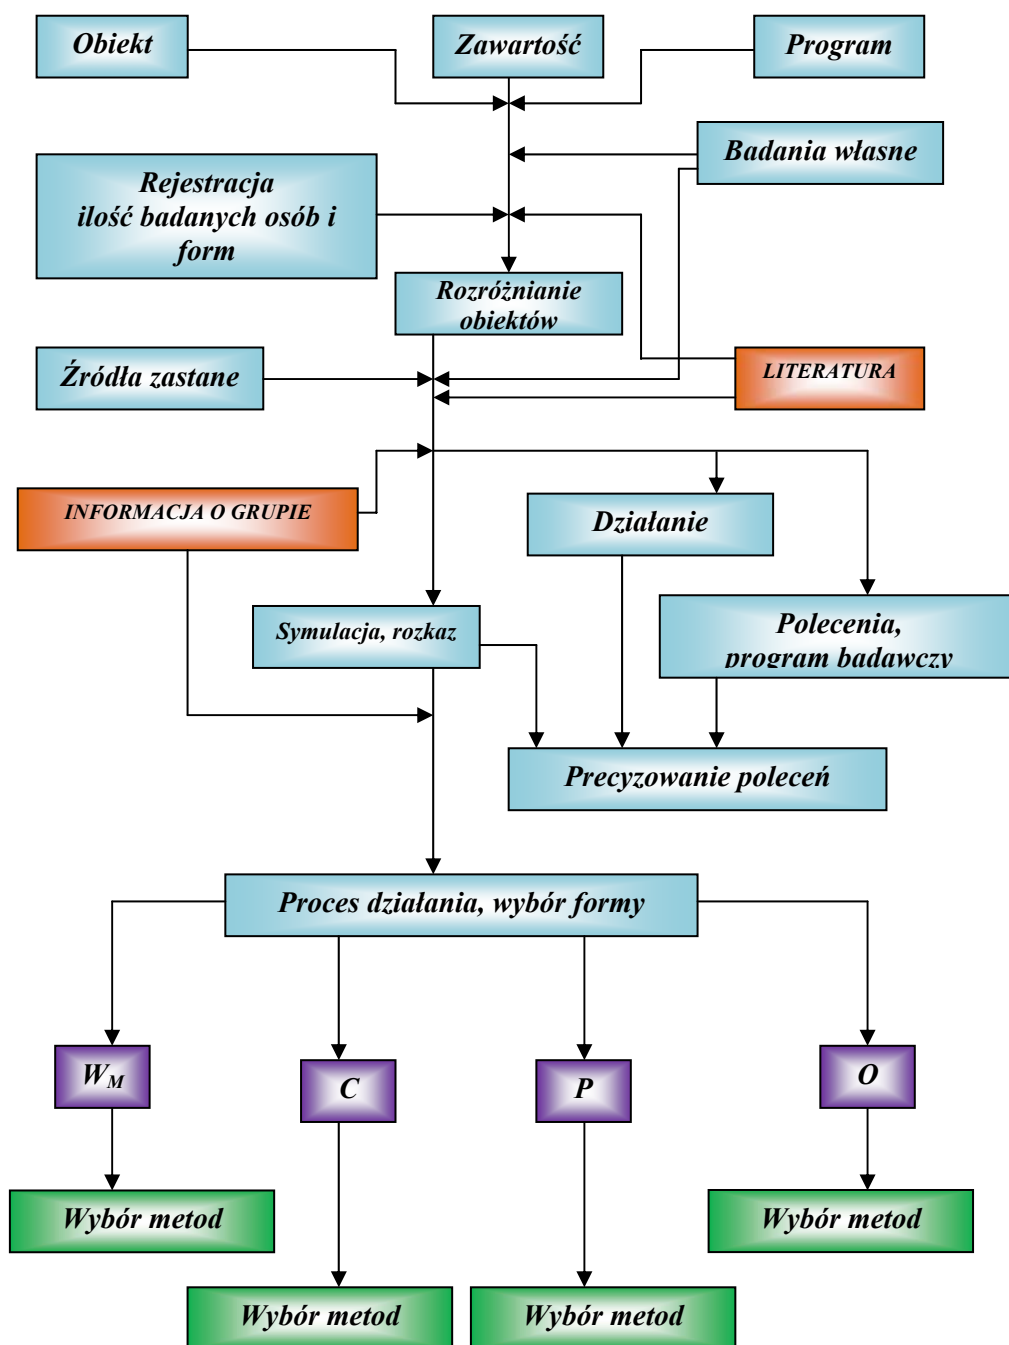 Obiekt
Zawartość
Program
Badania własne
Rejestracja
ilość badanych osób i
form
Rozróżnianie
obiektów
Źródła zastane
LITERATURA
INFORMACJA O GRUPIE
Działanie
Symulacja, rozkaz
Polecenia,
program badawczy
Precyzowanie poleceń
Proces działania, wybór formy
WM
C
P
O
Wybór metod
Wybór metod
Wybór metod
Wybór metod